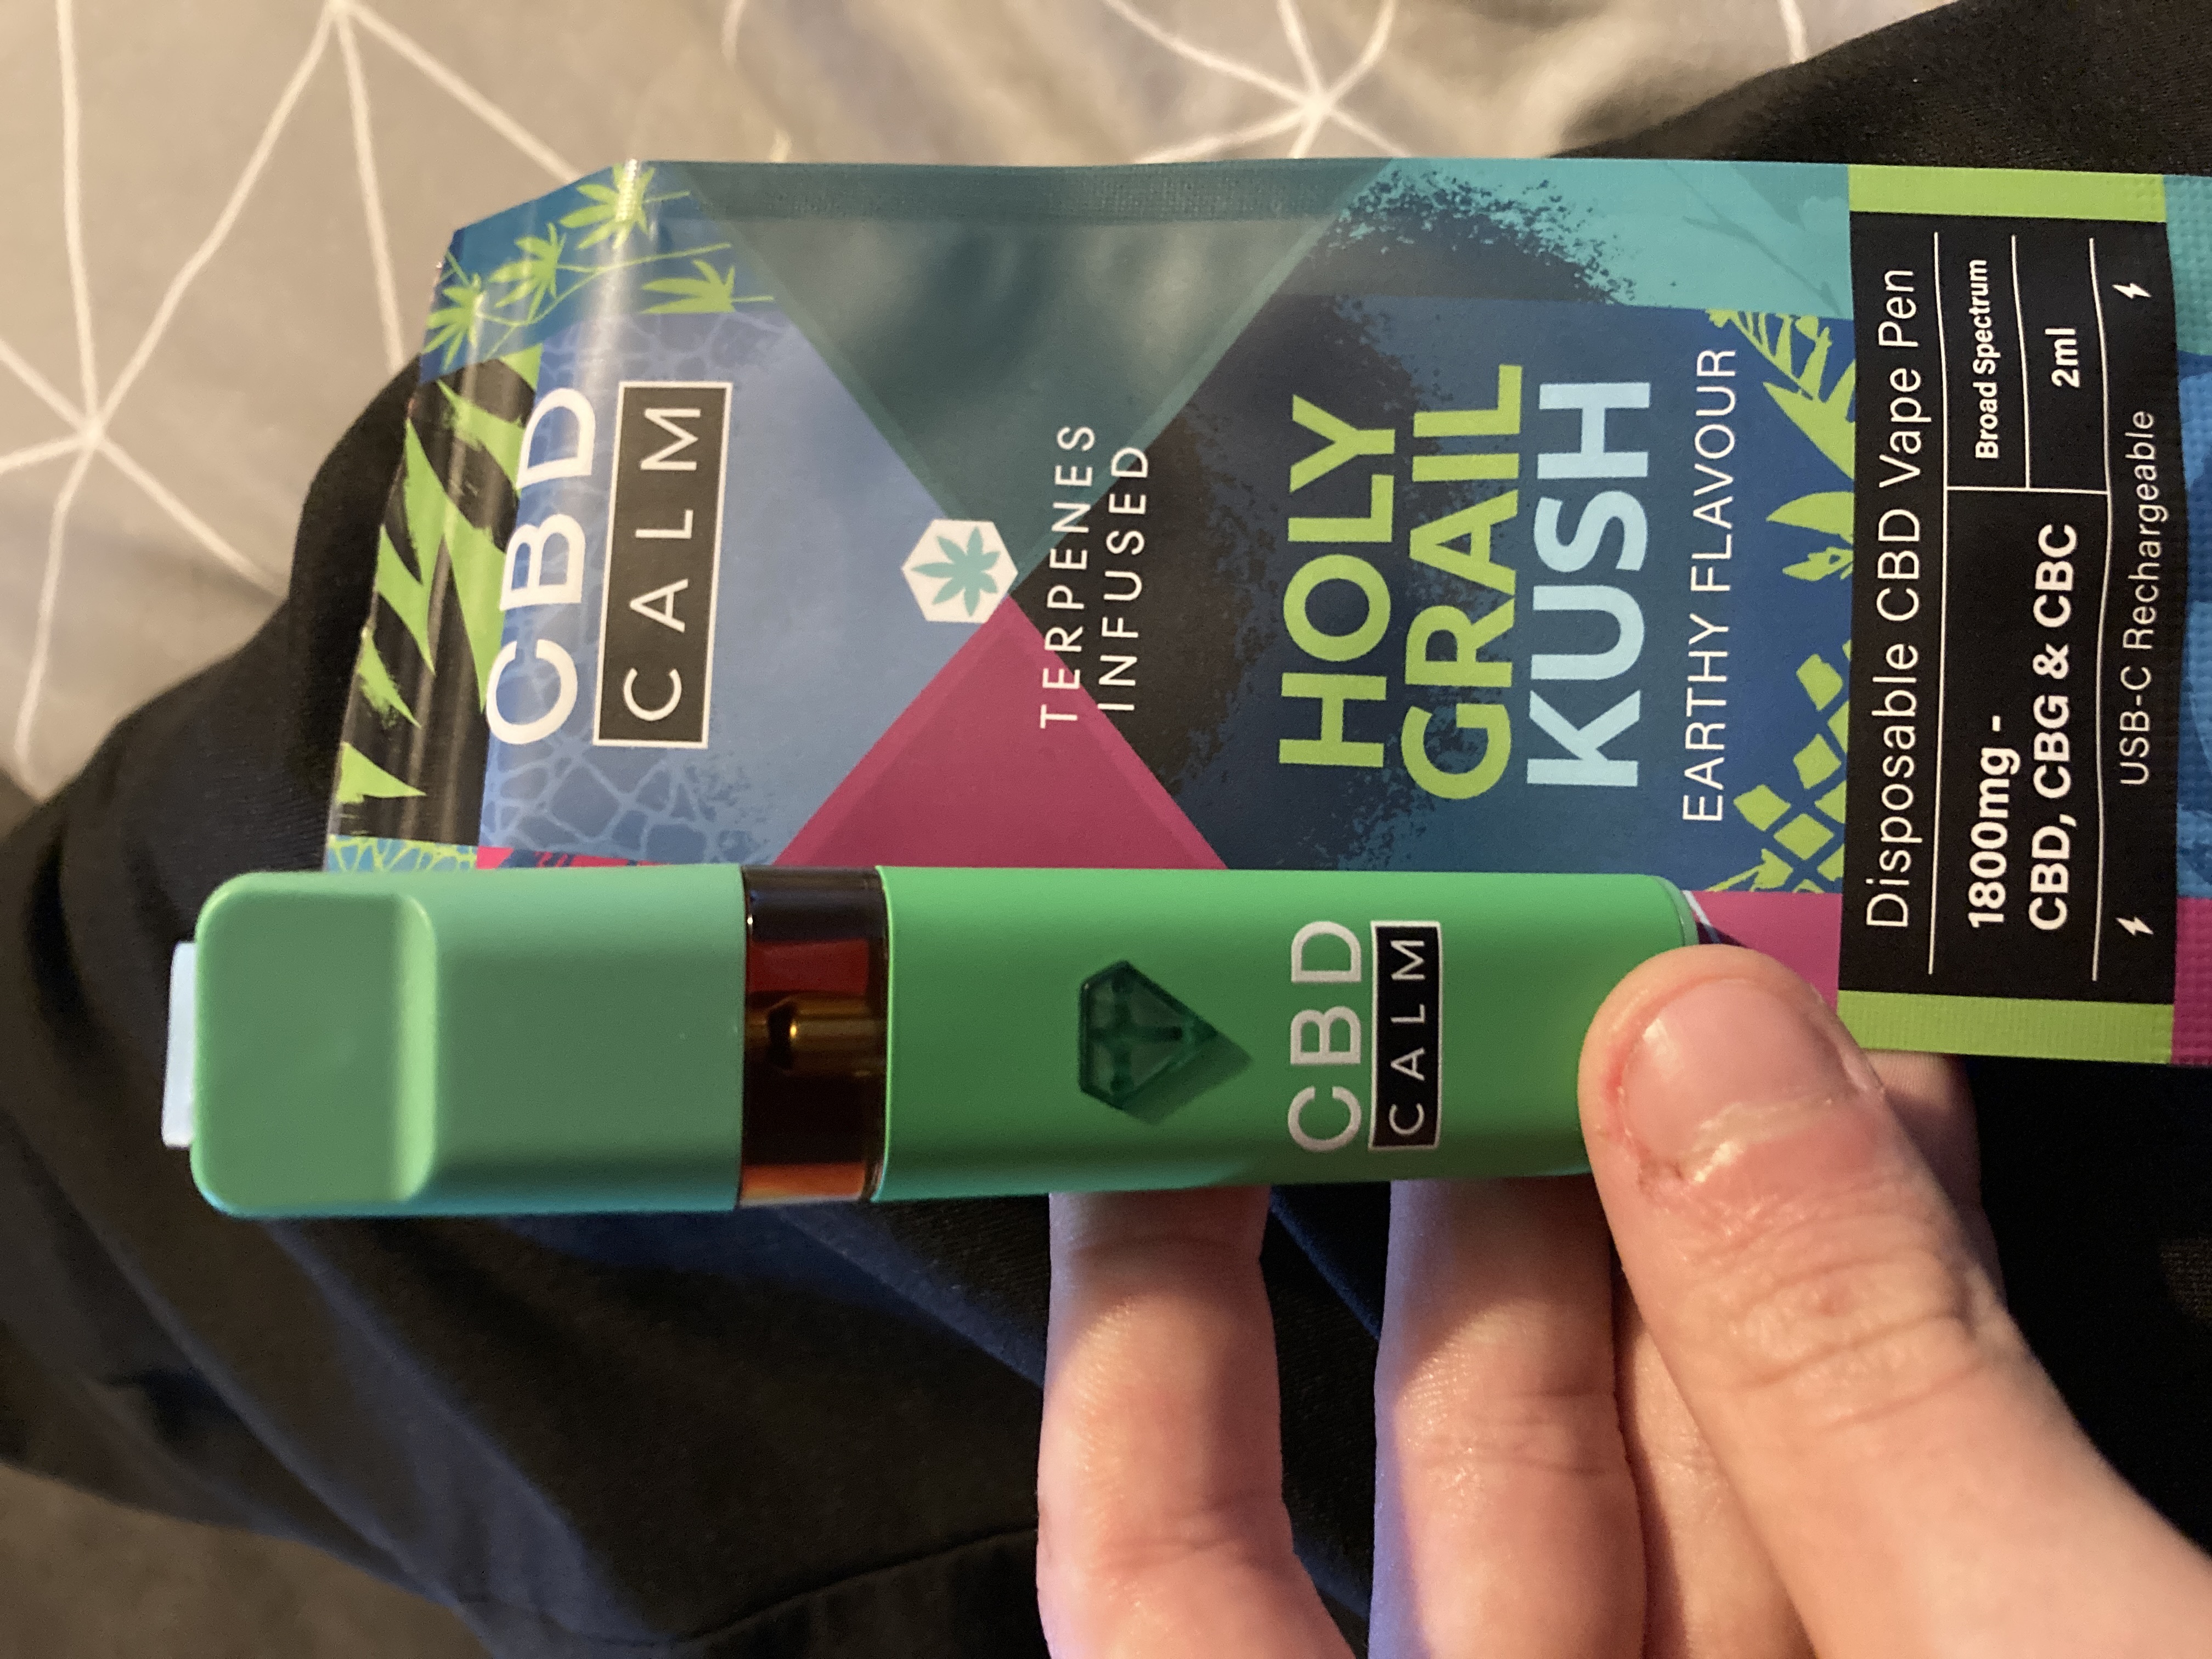 CBD
CALM
TERPENES
INFUSED
HOLY
GRAIL
KUSH
EARTHY FLAVOUR
Disposable CBD Vape Pen
1800mg -
CBD, CBG & CBC
Broad Spectrum
2ml
USB-C Rechargeable
CBD
CALM